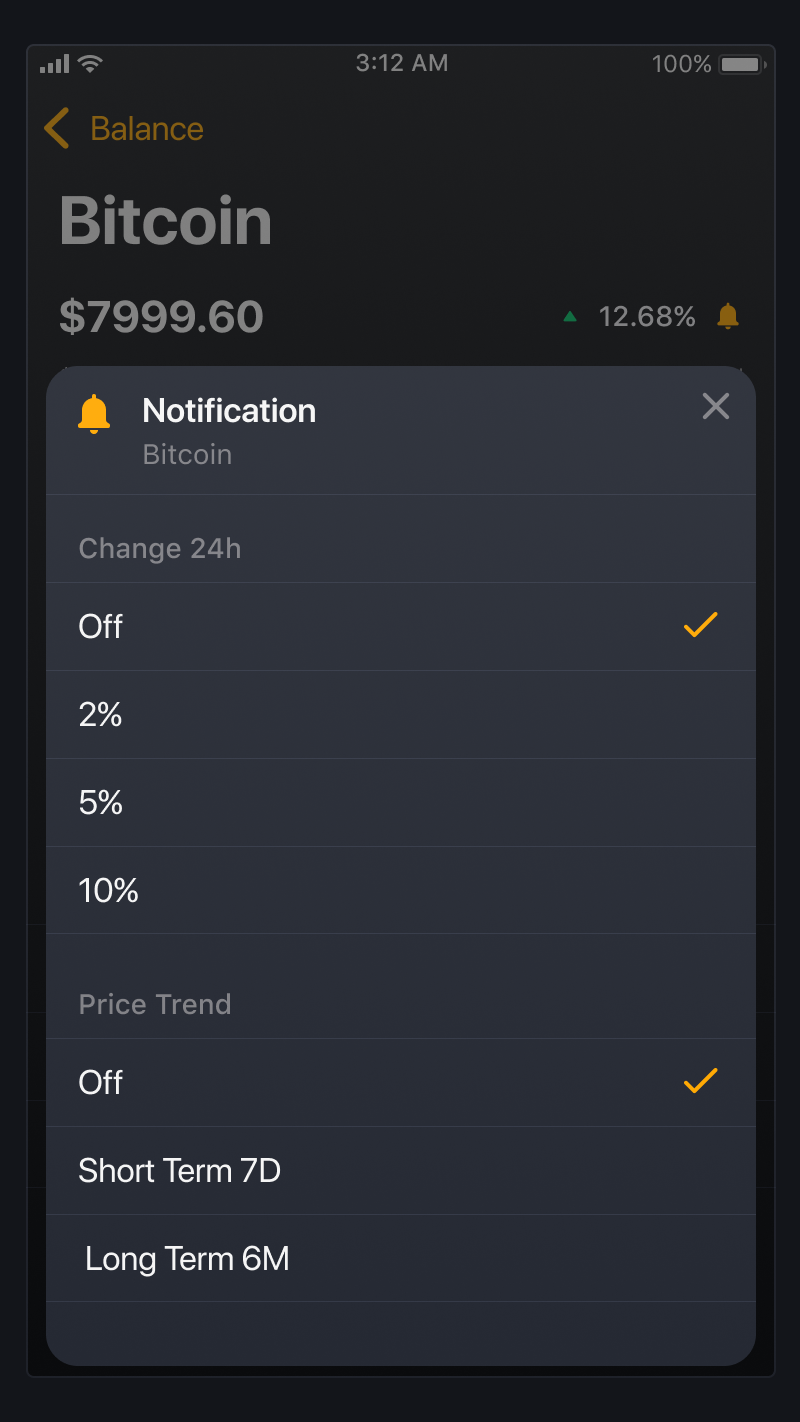 3:12 AM 100%
Balance
Bitcoin
$7999.60 12.68%
Notification
Bitcoin
Change 24h
Off
2%
5%
10%
Price Trend
Off
Short Term 7D
Long Term 6M